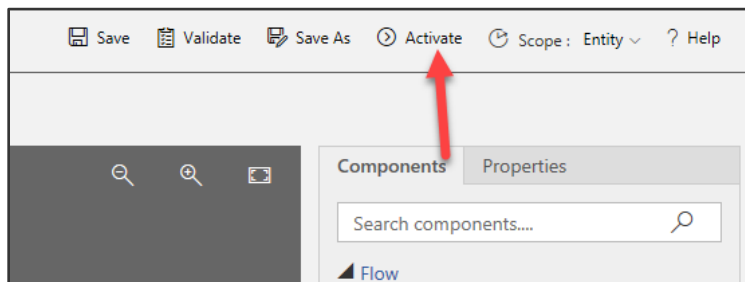 Save Validate Save As Activate Scope : Entity Help
Components Properties
Search components....
Flow